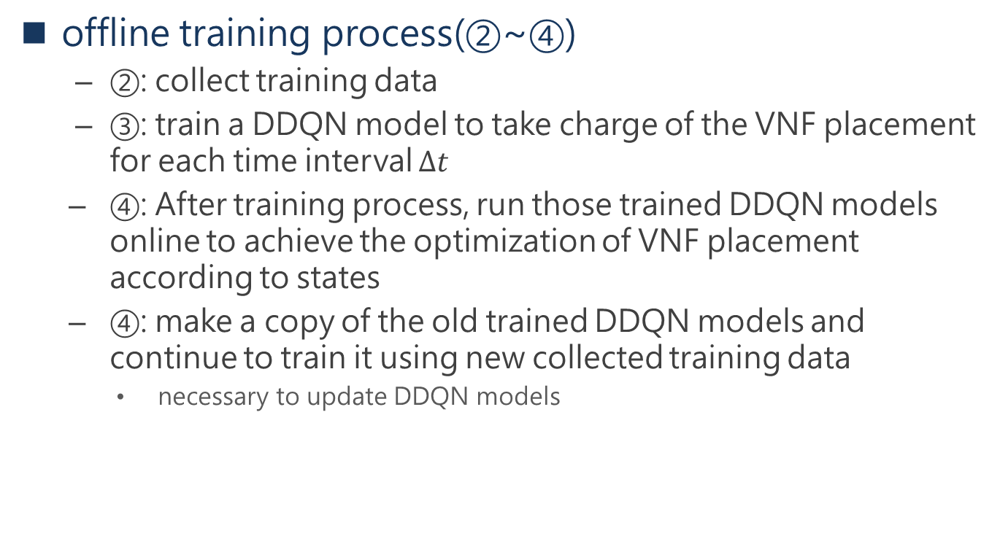 ■ offline training process(②~④)
– ②: collect training data
– ③: train a DDQN model to take charge of the VNF placement
for each time interval Δt
– ④: After training process, run those trained DDQN models
online to achieve the optimization of VNF placement
according to states
– ④: make a copy of the old trained DDQN models and
continue to train it using new collected training data
• necessary to update DDQN models